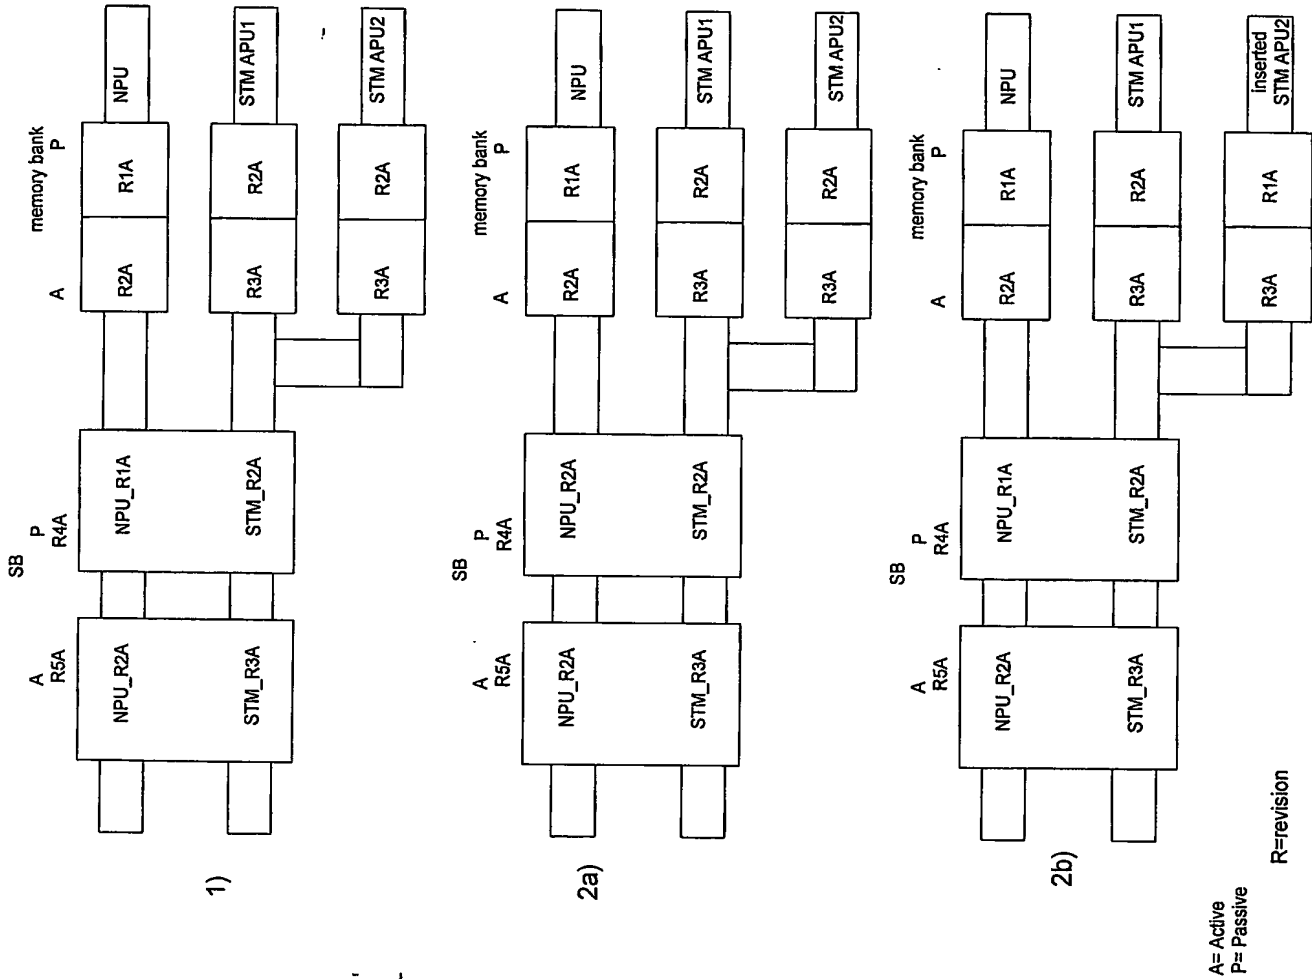 1)
SB
A
R5A
P
R4A
A
memory bank
P
NPU_R2A
NPU_R1A
R2A
R1A
NPU
STM_R3A
STM_R2A
R3A
R2A
STM APU1
R3A
R2A
STM APU2
2a)
SB
A
R5A
P
R4A
A
memory bank
P
NPU_R2A
NPU_R2A
R2A
R1A
NPU
STM_R3A
STM_R2A
R3A
R2A
STM APU1
R3A
R2A
STM APU2
2b)
SB
A
R5A
P
R4A
A
memory bank
P
NPU_R2A
NPU_R1A
R2A
R1A
NPU
STM_R3A
STM_R2A
R3A
R2A
STM APU1
R3A
R1A
inserted
STM APU2
A= Active
P= Passive
R=revision